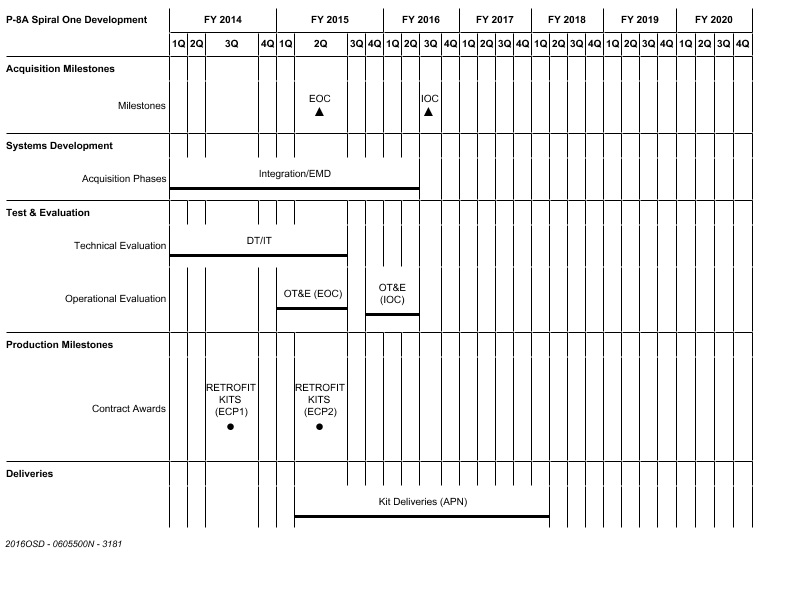 P-8A Spiral One Development FY 2014 FY 2015 FY 2016 FY 2017 FY 2018 FY 2019 FY 2020
1Q 2Q 3Q 4Q 1Q 2Q 3Q 4Q 1Q 2Q 3Q 4Q 1Q 2Q 3Q 4Q 1Q 2Q 3Q 4Q 1Q 2Q 3Q 4Q 1Q 2Q 3Q 4Q
Acquisition Milestones
EOC IOC
Milestones
Systems Development
Integration/EMD
Acquisition Phases
Test & Evaluation
DT/IT
Technical Evaluation
OT&E (EOC)
OT&E
(IOC)
Operational Evaluation
Production Milestones
RETROFIT
KITS
(ECP1)
RETROFIT
KITS
(ECP2)
Contract Awards
Deliveries
Kit Deliveries (APN)
2016OSD - 0605500N - 3181